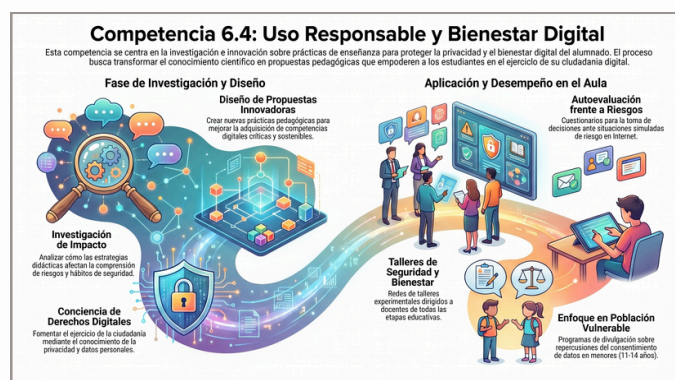 Competencia 6.4: Uso Responsable y Bienestar Digital
Esta competencia se centra en la investigación e innovación sobre prácticas de enseñanza para proteger la privacidad y el bienestar digital del alumnado. El proceso
busca transformar el conocimiento científico en propuestas pedagógicas que empoderen a los estudiantes en el ejercicio de su ciudadanía digital.
Fase de Investigación y Diseño
Diseño de Propuestas
Innovadoras
Crear nuevas prácticas pedagógicas para
mejorar la adquisición de competencias
digitales críticas y sostenibles.
Investigación
de Impacto
Analizar cómo las estrategias
didácticas afectan la comprensión
de riesgos y hábitos de seguridad.
Conciencia de
Derechos Digitales
Fomentar el ejercicio de la ciudadanía
mediante el conocimiento de la
privacidad y datos personales.
Aplicación y Desempeño en el Aula
Autoevaluación
frente a Riesgos
Cuestionarios para la toma de
decisiones ante situaciones simuladas
de riesgo en Internet.
Talleres de
Seguridad y
Bienestar
Redes de talleres
experimentales dirigidos a
docentes de todas las
etapas educativas.
Enfoque en Población
Vulnerable
Programas de divulgación sobre
repercusiones del consentimiento
de datos en menores (11-14 años).